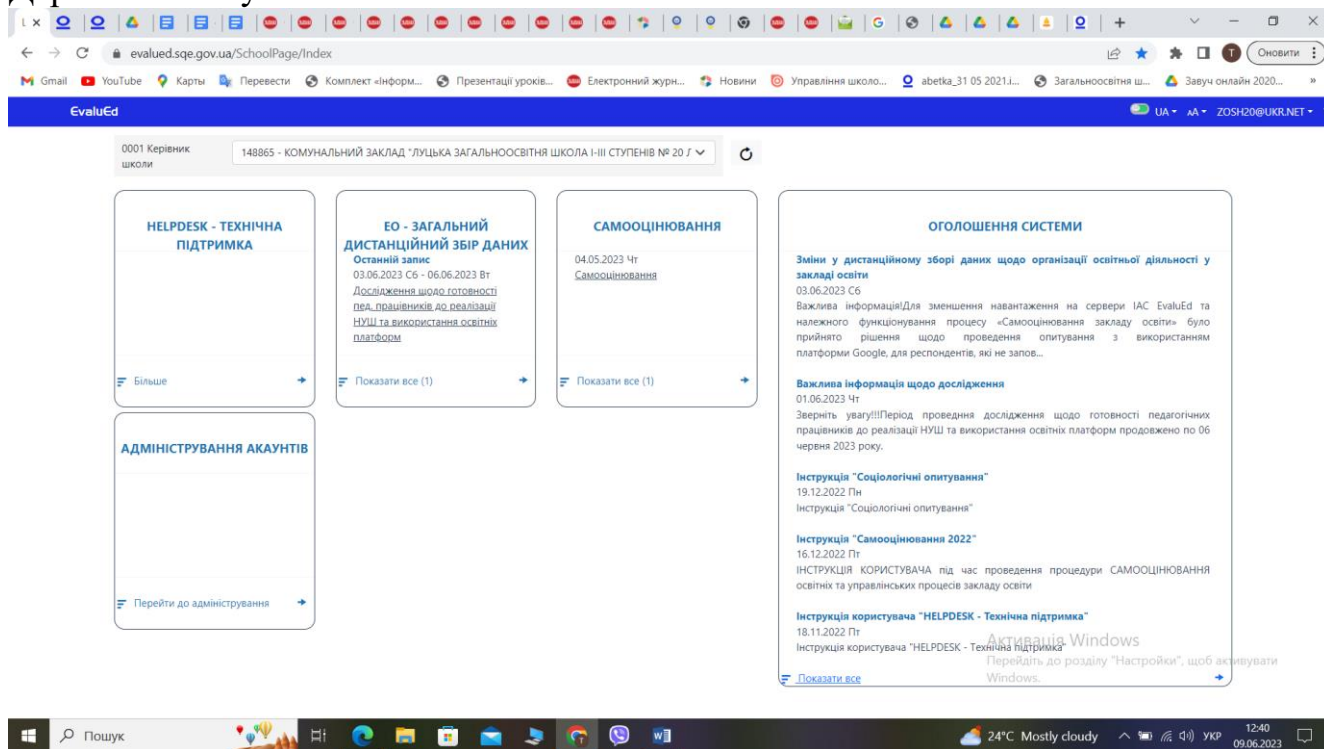 evalued.sqe.gov.ua/SchoolPage/Index
Оновити
Gmail YouTube Карты Перевести Комплект «Інформ... Презентації уроків... Електронний журн... Новини Управління школо... abetka_31 05 2021.i... Загальноосвітня ш... Завуч онлайн 2020... »
EvaluEd
UA AA ZOSH20@UKR.NET
0001 Керівник
школи
148865 - КОМУНАЛЬНИЙ ЗАКЛАД "ЛУЦЬКА ЗАГАЛЬНООСВІТНЯ ШКОЛА І-ІІІ СТУПЕНІВ № 20 Л
HELPDESK - ТЕХНІЧНА
ПІДТРИМКА
Більше
ЕО - ЗАГАЛЬНИЙ
ДИСТАНЦІЙНИЙ ЗБІР ДАНИХ
Останній запис
03.06.2023 Сб - 06.06.2023 Вт
Дослідження щодо готовності
пед. працівників до реалізації
НУШ та використання освітніх
платформ
Показати все (1)
САМООЦІНЮВАННЯ
04.05.2023 Чт
Самооцінювання
Показати все (1)
АДМІНІСТРУВАННЯ АКАУНТІВ
Перейти до адміністрування
ОГОЛОШЕННЯ СИСТЕМИ
Зміни у дистанційному зборі даних щодо організації освітньої діяльності у
закладі освіти
03.06.2023 Сб
Важлива інформація!Для зменшення навантаження на сервери ІАС EvaluEd та
належного функціонування процесу «Самооцінювання закладу освіти» було
прийнято рішення щодо проведення опитування з використанням
платформи Google, для респондентів, які не запов...
Важлива інформація щодо дослідження
01.06.2023 Чт
Зверніть увагу!!!Період проведння дослідження щодо готовності педагогічних
працівників до реалізації НУШ та використання освітніх платформ продовжено по 06
червня 2023 року.
Інструкція "Соціологічні опитування"
19.12.2022 Пн
Інструкція "Соціологічні опитування"
Інструкція "Самооцінювання 2022"
16.12.2022 Пт
ІНСТРУКЦІЯ КОРИСТУВАЧА під час проведення процедури САМООЦІНЮВАННЯ
освітніх та управлінських процесів закладу освіти
Інструкція користувача "HELPDESK - Технічна підтримка"
18.11.2022 Пт
Інструкція користувача "HELPDESK - Технічна підтримка"
Показати все
Активація Windows
Перейдіть до розділу "Настройки", щоб активувати
Windows.
Пошук
24°C Mostly cloudy
УКР
12:40
09.06.2023